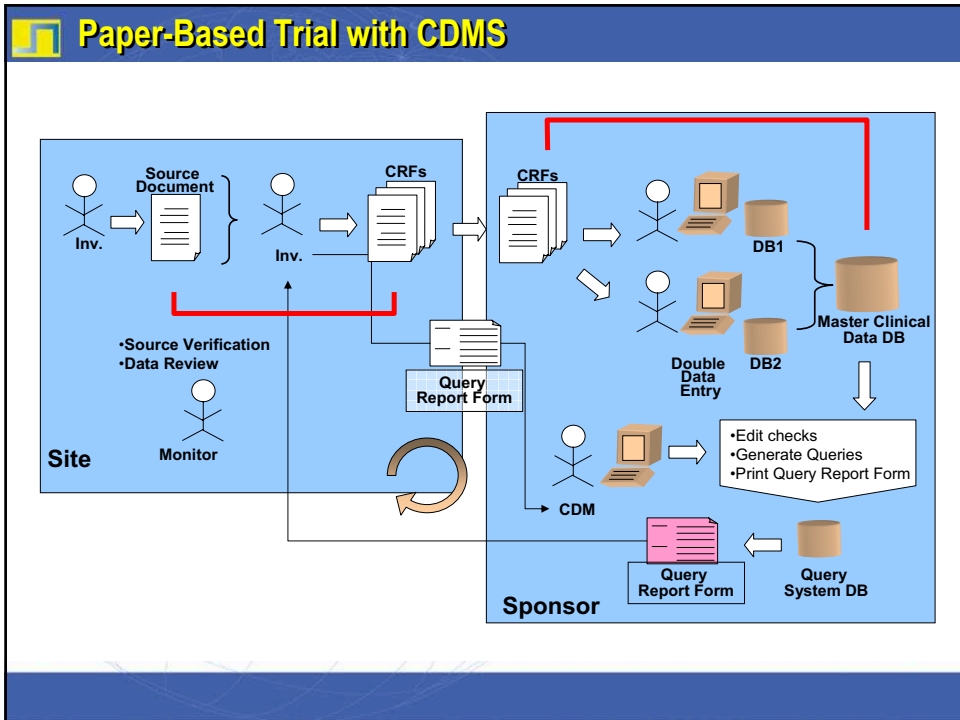 Paper-Based Trial with CDMS
Source
Document
Inv.
Inv.
CRFs
•Source Verification
•Data Review
Monitor
Site
Query
Report Form
CRFs
DB1
DB2
Double
Data
Entry
Master Clinical
Data DB
•Edit checks
•Generate Queries
•Print Query Report Form
CDM
Query
System DB
Query
Report Form
Sponsor